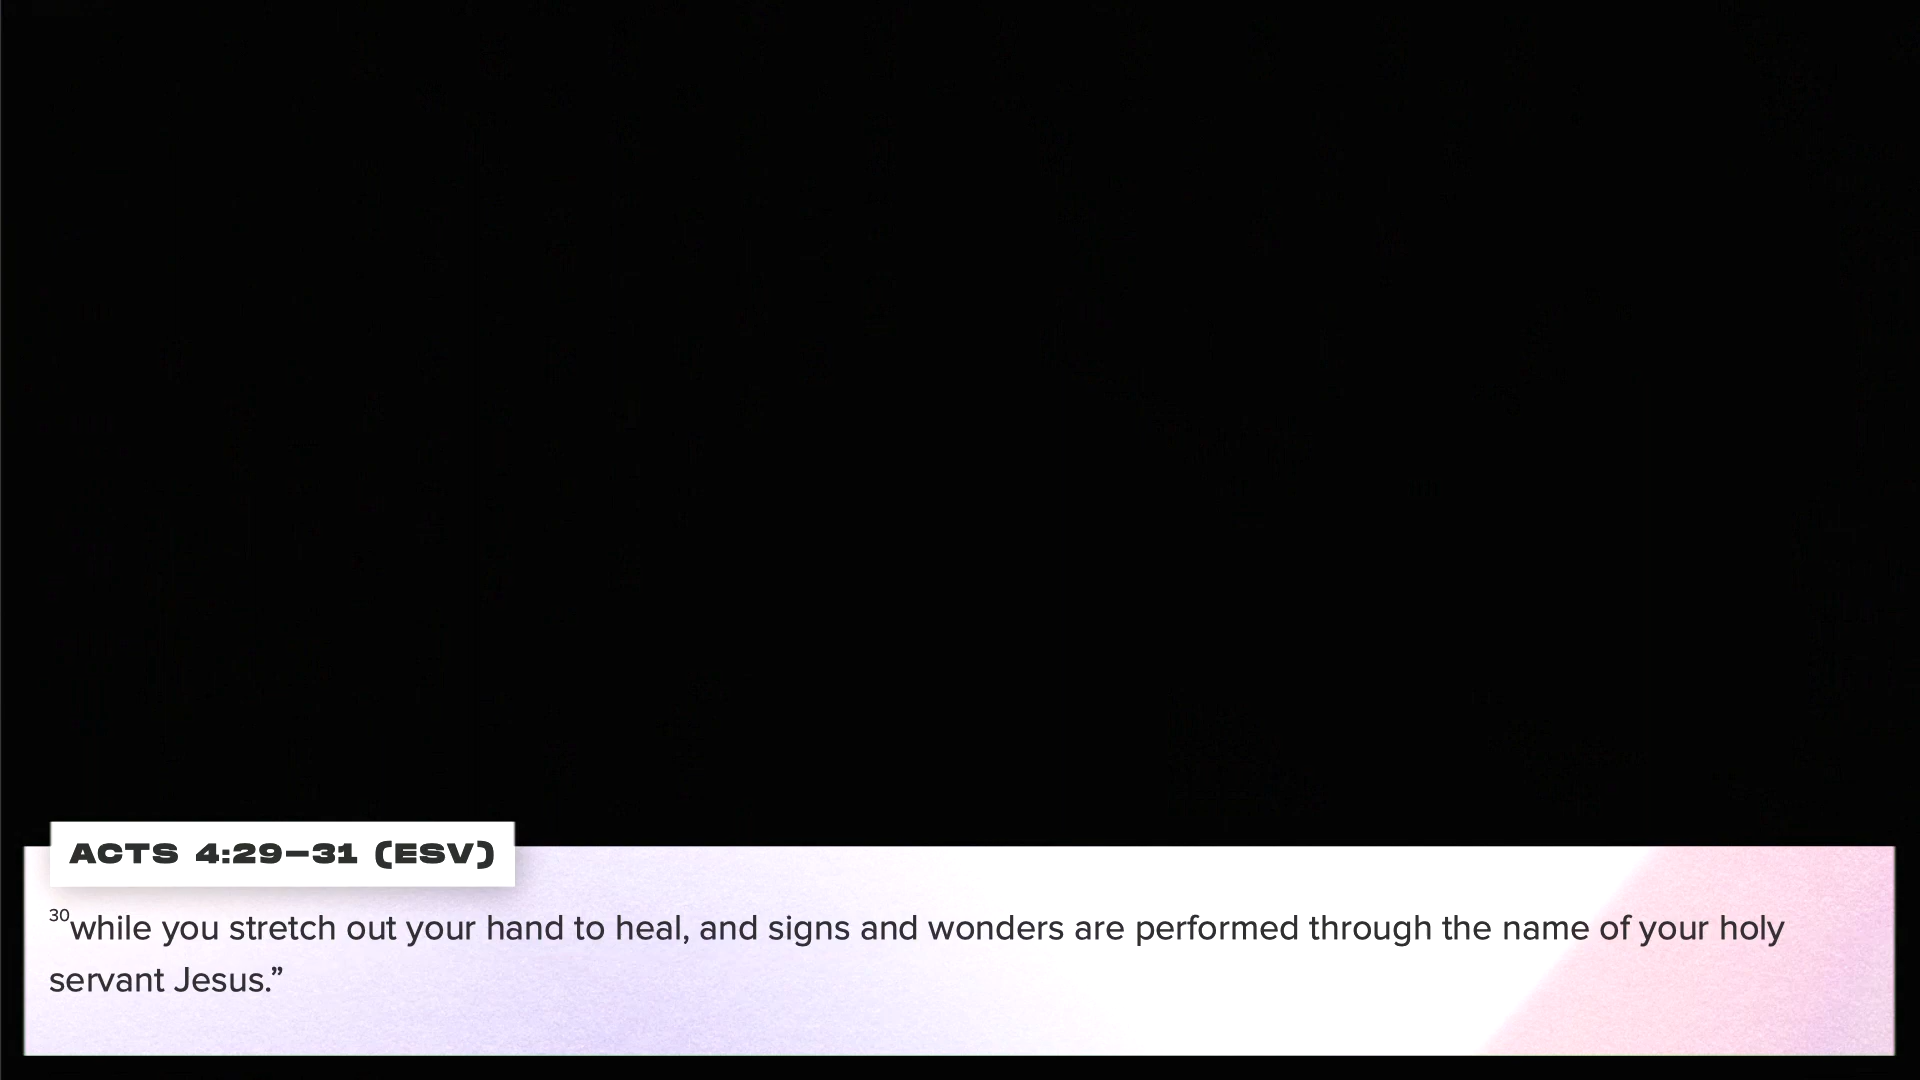 ACTS 4:29–31 (ESV)
30while you stretch out your hand to heal, and signs and wonders are performed through the name of your holy
servant Jesus.”